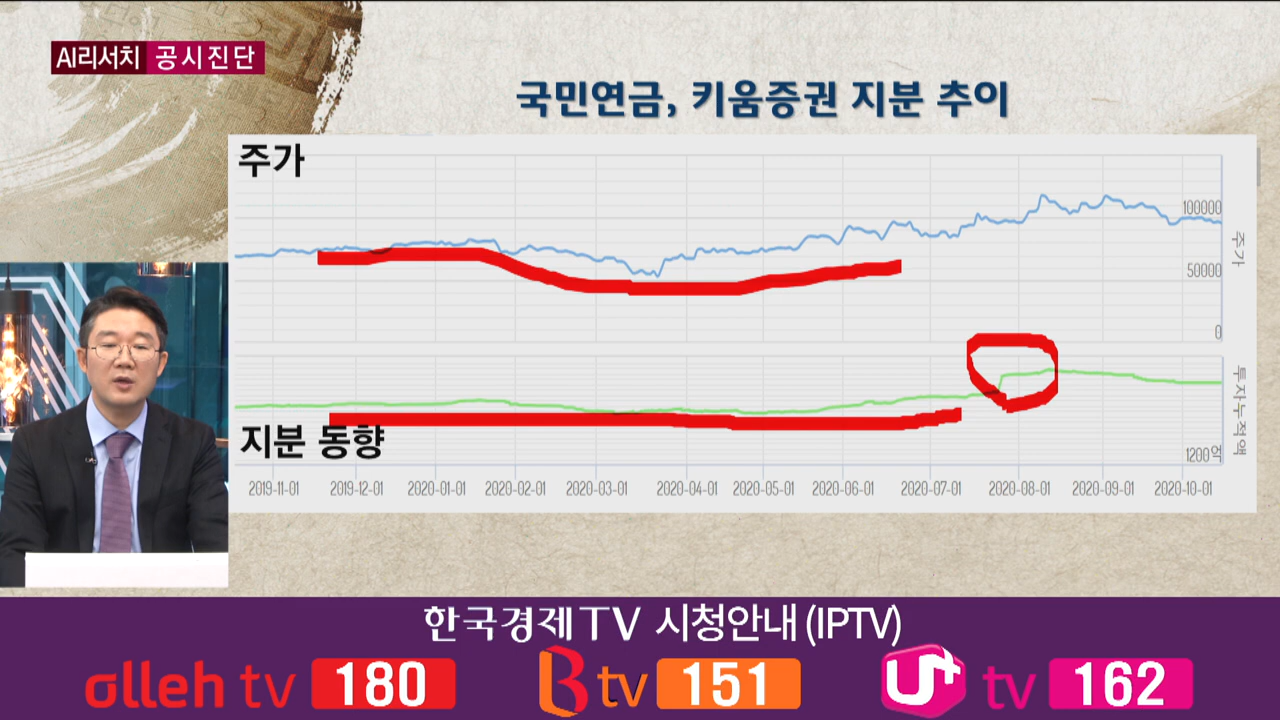 AI리서치 공시진단
국민연금, 키움증권 지분 추이
주가
100000
50000
0
주가
지분 동향
1200억
투자누적액
2019-11-01 2019-12-01 2020-01-01 2020-02-01 2020-03-01 2020-04-01 2020-05-01 2020-06-01 2020-07-01 2020-08-01 2020-09-01 2020-10-01
한국경제TV 시청안내(IPTV)
olleh tv 180 B tv 151 U+ tv 162